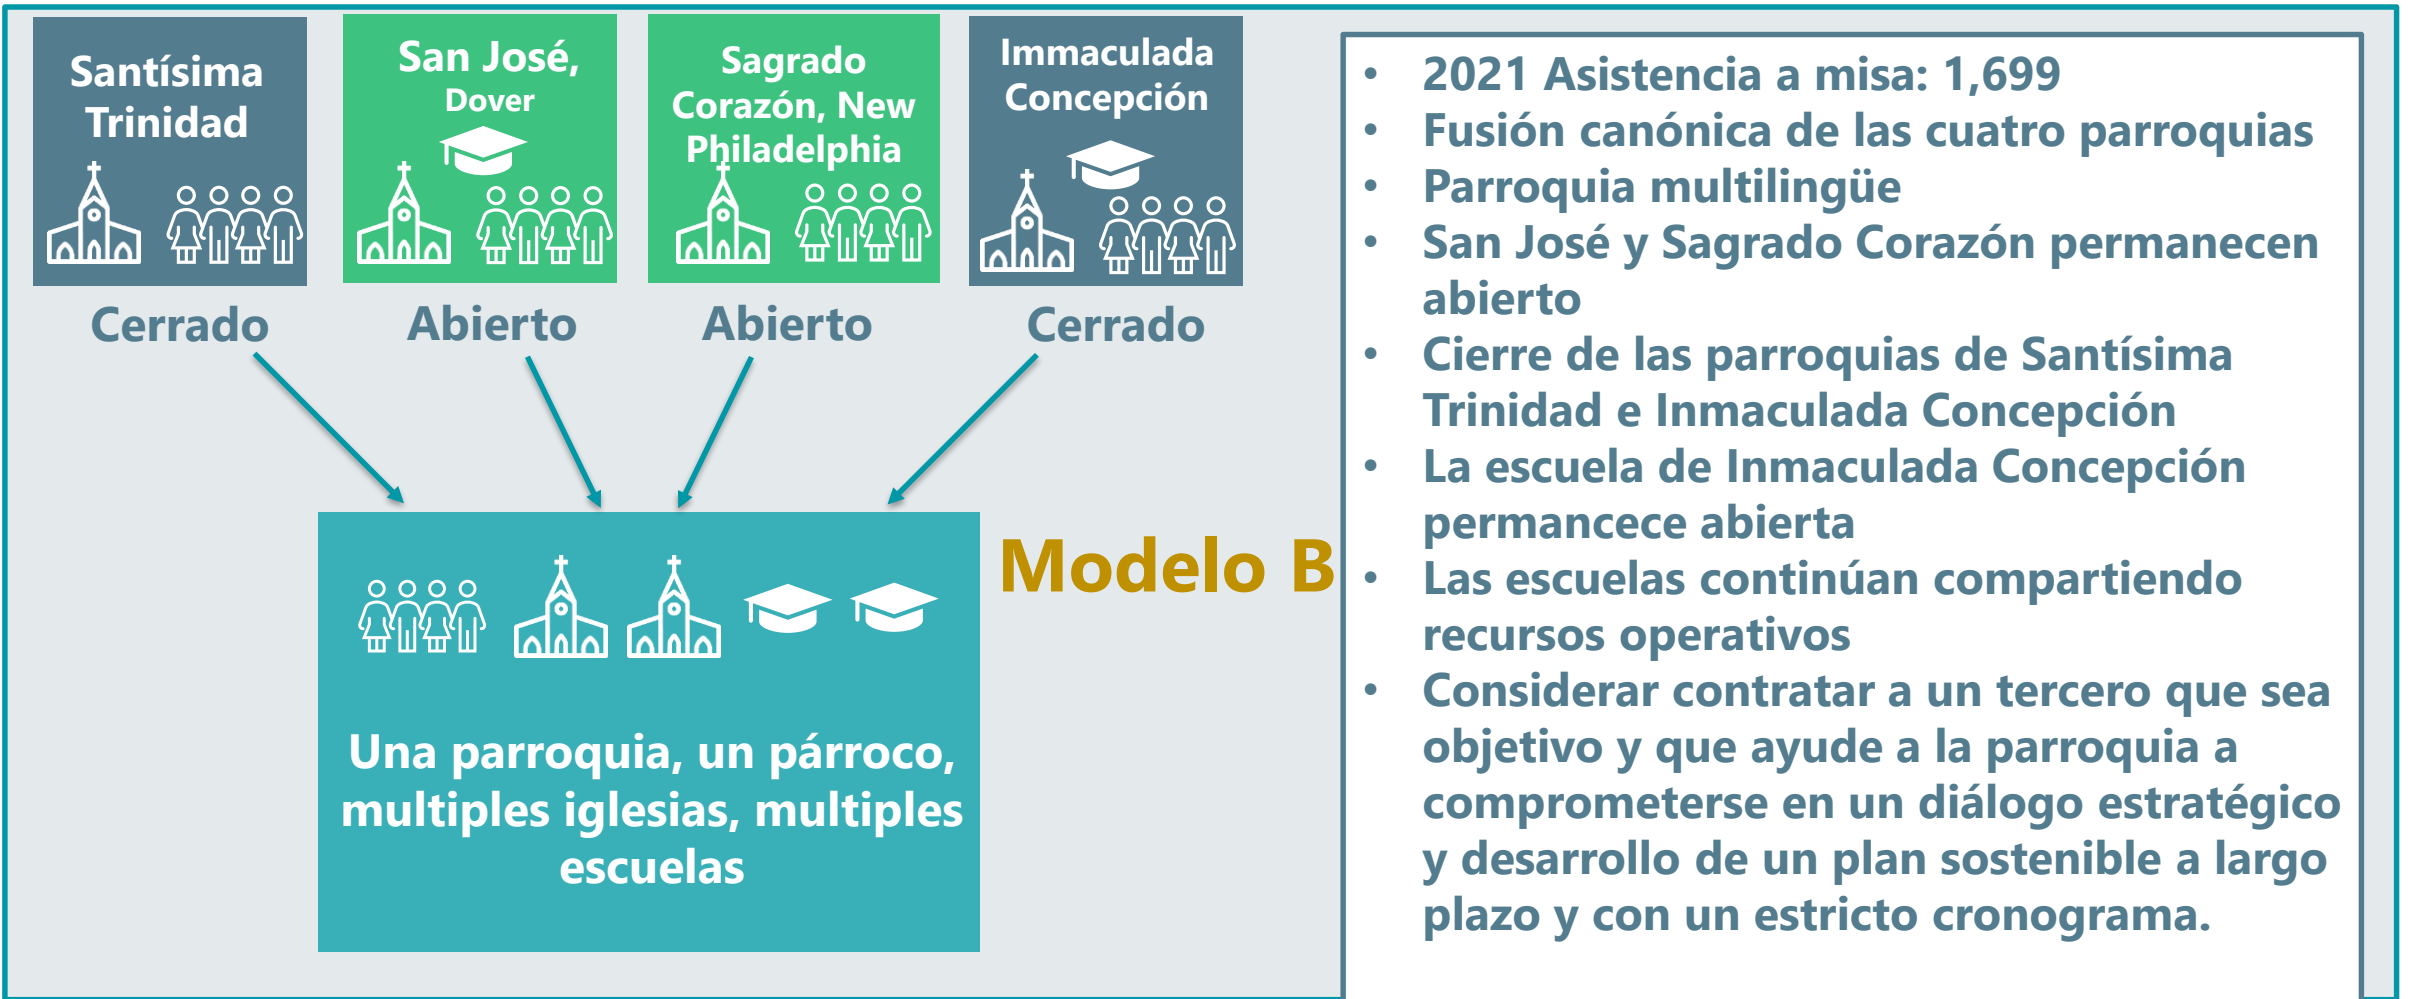 Santísima
Trinidad
San José,
Dover
Sagrado
Corazón, New
Philadelphia
Immaculada
Concepción
Cerrado
Abierto
Abierto
Cerrado
Modelo B
Una parroquia, un párroco,
multiples iglesias, multiples
escuelas
• 2021 Asistencia a misa: 1,699
• Fusión canónica de las cuatro parroquias
• Parroquia multilingüe
• San José y Sagrado Corazón permanecen
abierto
• Cierre de las parroquias de Santísima
Trinidad e Inmaculada Concepción
• La escuela de Inmaculada Concepción
permancece abierta
• Las escuelas continúan compartiendo
recursos operativos
• Considerar contratar a un tercero que sea
objetivo y que ayude a la parroquia a
comprometerse en un diálogo estratégico
y desarrollo de un plan sostenible a largo
plazo y con un estricto cronograma.